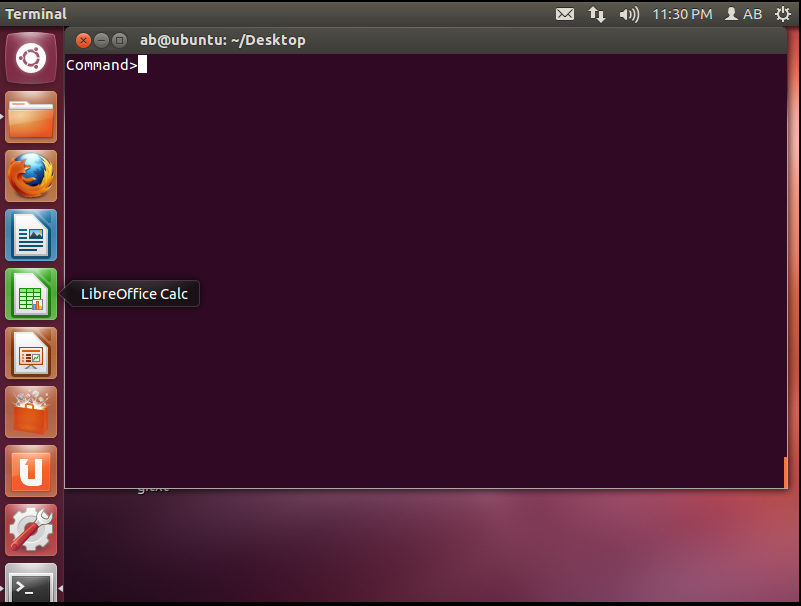 Terminal
11:30 PM
AB
ab@ubuntu: ~/Desktop
Command>
LibreOffice Calc